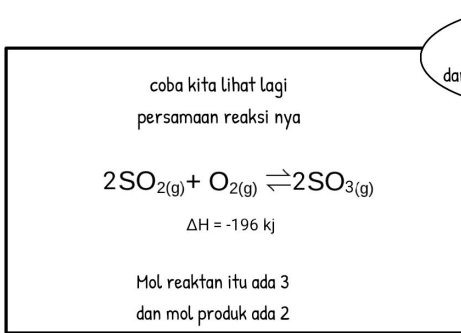 coba kita lihat lagi
persamaan reaksi nya
2SO₂(g)+ O₂(g) ⇌2SO₃(g)
ΔH = -196 kj
Mol reaktan itu ada 3
dan mol produk ada 2